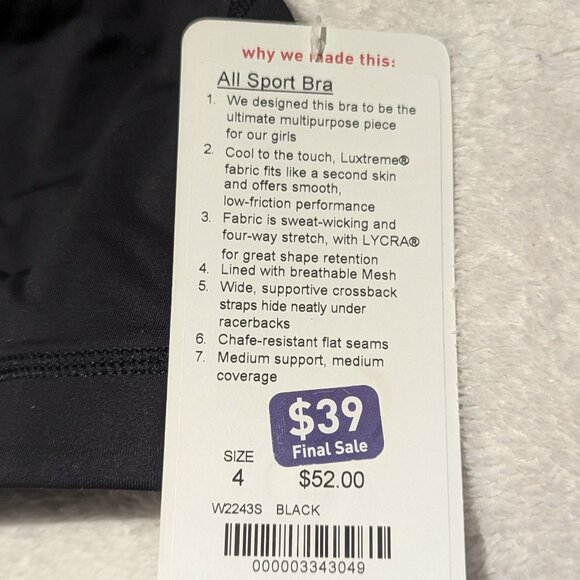 why we made this:
All Sport Bra
1. We designed this bra to be the
ultimate multipurpose piece
for our girls
2. Cool to the touch, Luxtreme®
fabric fits like a second skin
and offers smooth,
low-friction performance
3. Fabric is sweat-wicking and
four-way stretch, with LYCRA®
for great shape retention
4. Lined with breathable Mesh
5. Wide, supportive crossback
straps hide neatly under
racerbacks
6. Chafe-resistant flat seams
7. Medium support, medium
coverage
$39
Final Sale
SIZE
4 $52.00
W2243S BLACK
000003343049